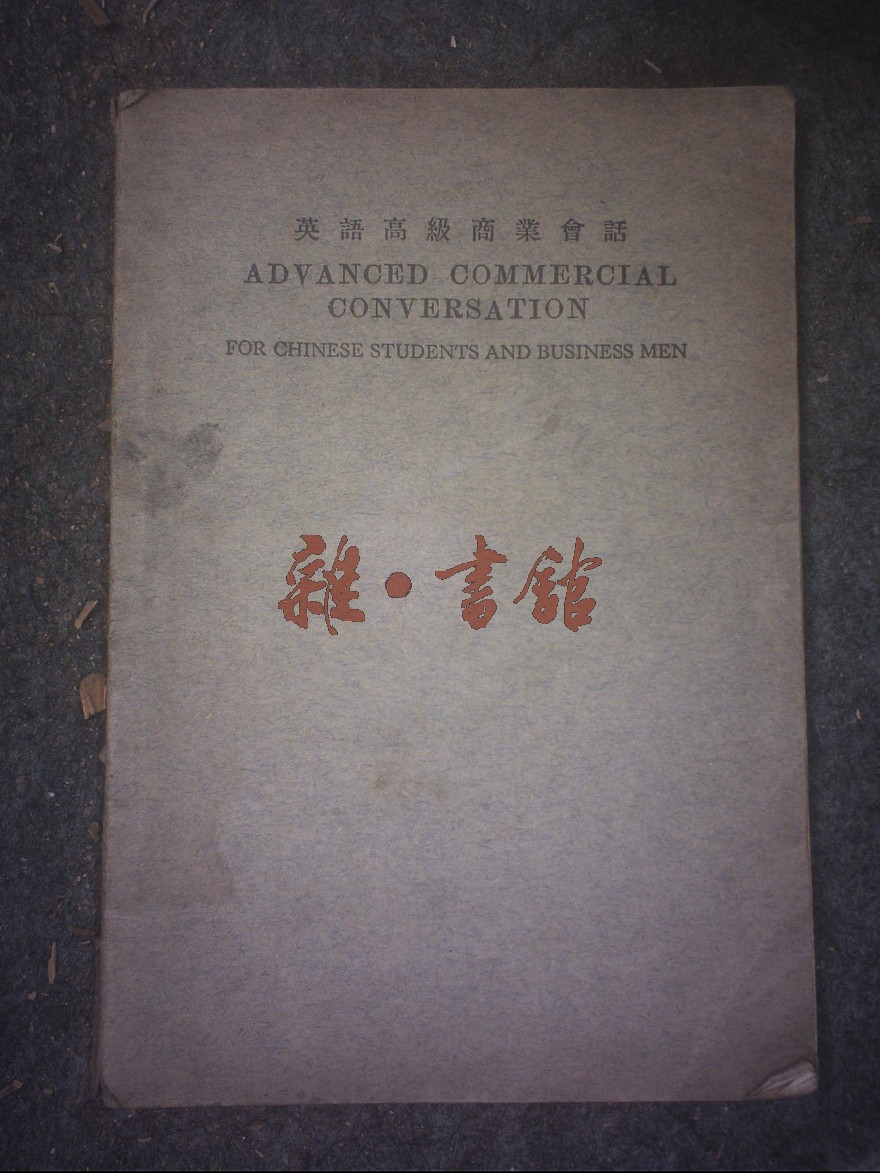 英語高級商業會話
ADVANCED COMMERCIAL
CONVERSATION
FOR CHINESE STUDENTS AND BUSINESS MEN
雜·書館